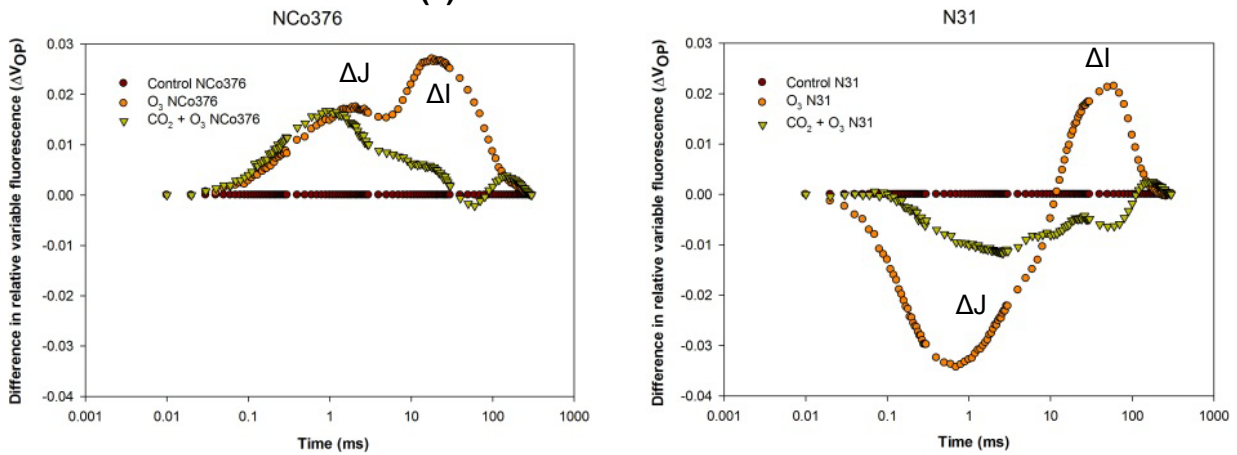 NCo376
Difference in relative variable fluorescence (ΔV_OP)
0.03
0.02
0.01
0.00
-0.01
-0.02
-0.03
-0.04
Control NCo376
O₃ NCo376
CO₂ + O₃ NCo376
ΔJ
ΔI
0.001
0.01
0.1
1
10
100
1000
Time (ms)
N31
Difference in relative variable fluorescence (ΔV_OP)
0.03
0.02
0.01
0.00
-0.01
-0.02
-0.03
-0.04
Control N31
O₃ N31
CO₂ + O₃ N31
ΔI
ΔJ
0.001
0.01
0.1
1
10
100
1000
Time (ms)